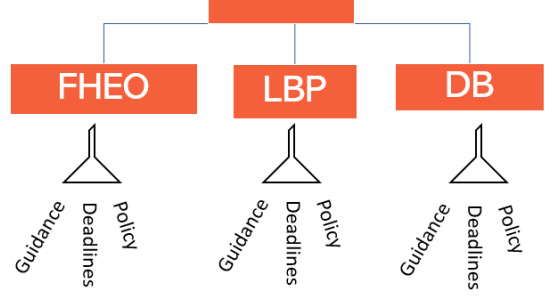 FHEO
LBP
DB
Guidance
Deadlines
Policy
Guidance
Deadlines
Policy
Guidance
Deadlines
Policy